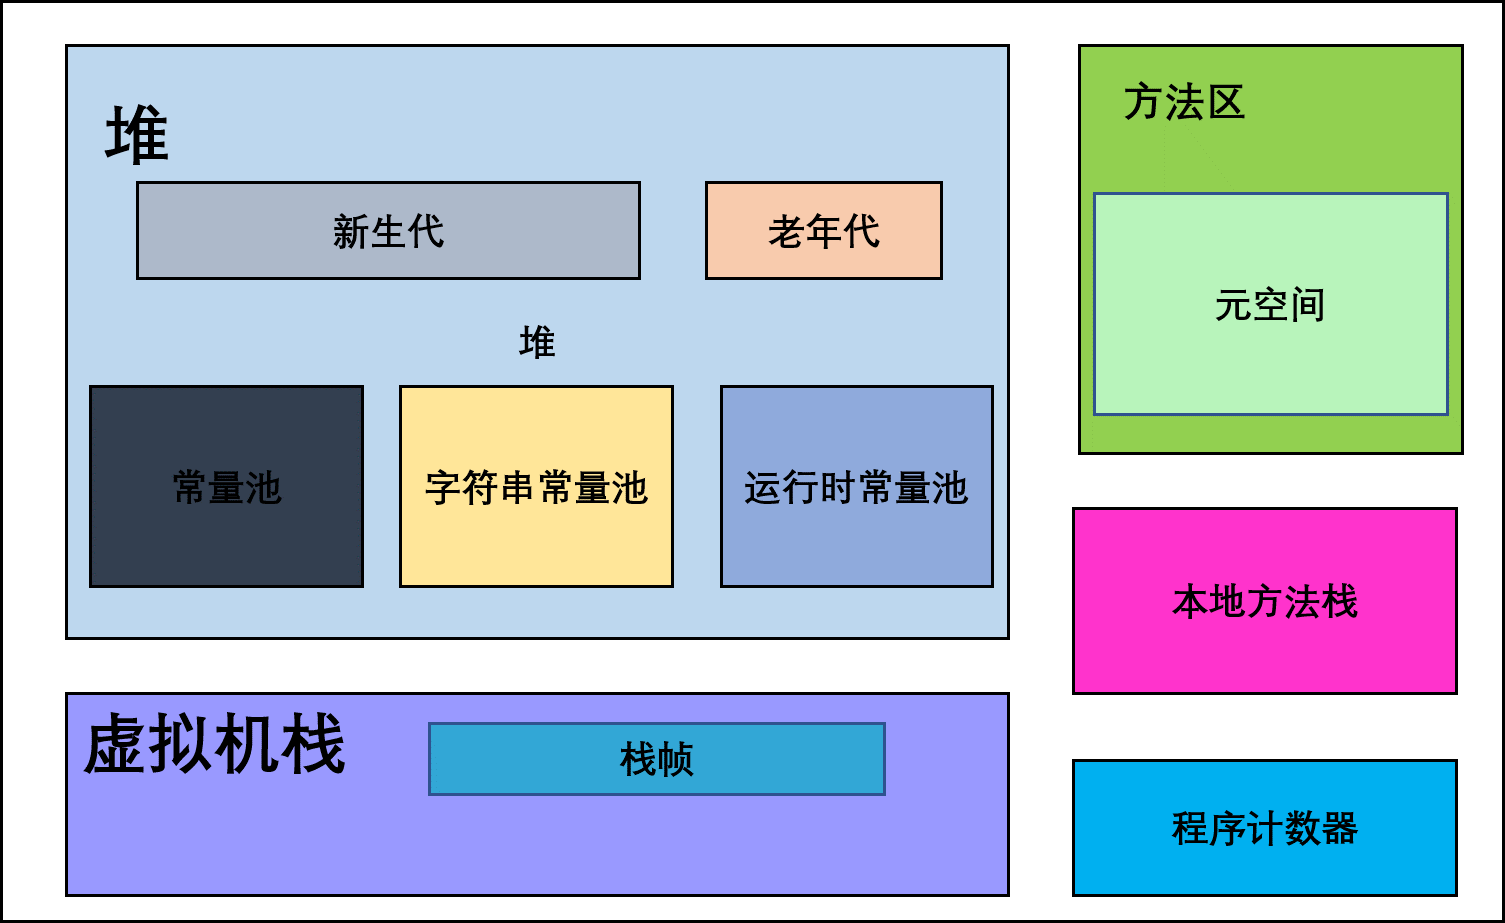 堆
新生代
老年代
堆
常量池
字符串常量池
运行时常量池
虚拟机栈
栈帧
方法区
元空间
本地方法栈
程序计数器